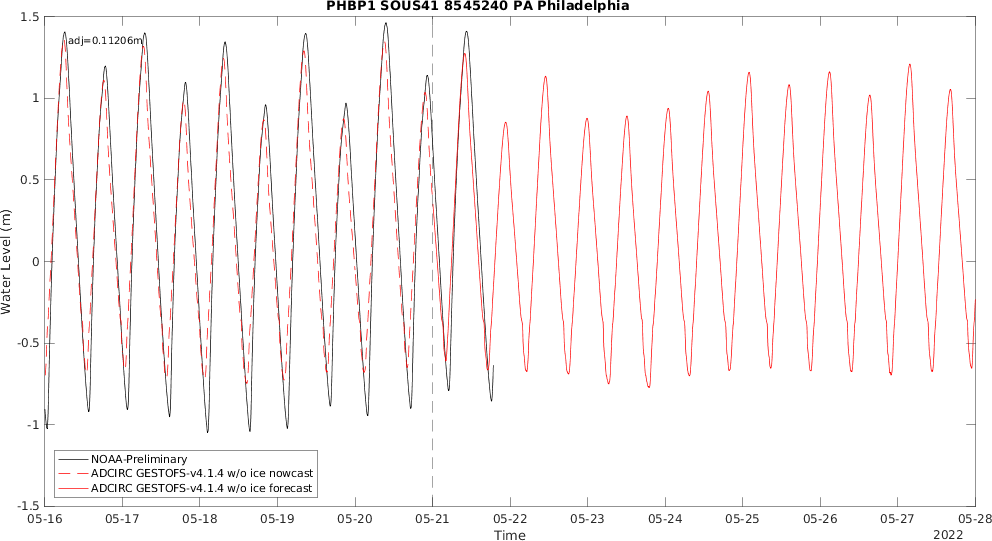 PHBP1 SOUS41 8545240 PA Philadelphia
adj=0.11206m
Water Level (m)
1.5
1
0.5
0
-0.5
-1
-1.5
NOAA-Preliminary
ADCIRC GESTOFS-v4.1.4 w/o ice nowcast
ADCIRC GESTOFS-v4.1.4 w/o ice forecast
05-16 05-17 05-18 05-19 05-20 05-21 05-22 05-23 05-24 05-25 05-26 05-27 05-28
Time
2022